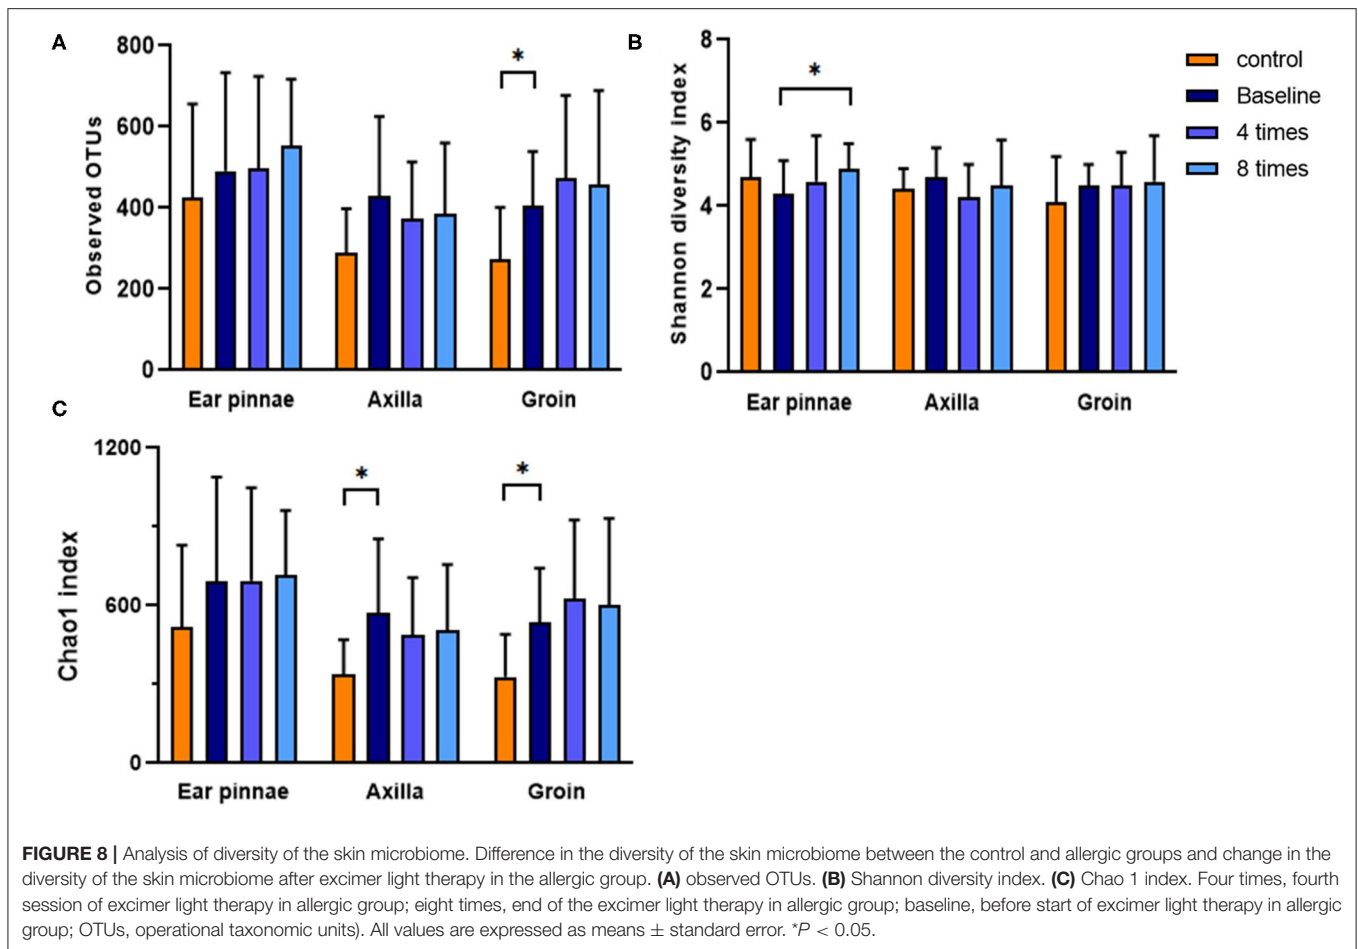 A
800
600
400
200
0
Observed OTUs
*
Ear pinnae
Axilla
Groin
B
8
6
4
2
0
Shannon diversity index
*
Ear pinnae
Axilla
Groin
control
Baseline
4 times
8 times
C
1200
600
0
Chao1 index
*
*
Ear pinnae
Axilla
Groin
FIGURE 8 | Analysis of diversity of the skin microbiome. Difference in the diversity of the skin microbiome between the control and allergic groups and change in the
diversity of the skin microbiome after excimer light therapy in the allergic group. (A) observed OTUs. (B) Shannon diversity index. (C) Chao 1 index. Four times, fourth
session of excimer light therapy in allergic group; eight times, end of the excimer light therapy in allergic group; baseline, before start of excimer light therapy in allergic
group; OTUs, operational taxonomic units). All values are expressed as means ± standard error. *P < 0.05.